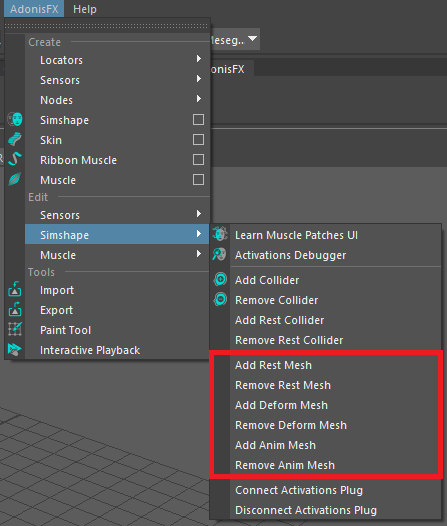 AdonisFX Help
Meseg...
onisFX
Create
Locators
Sensors
Nodes
Simshape
Skin
Ribbon Muscle
Muscle
Edit
Sensors
Simshape
Muscle
Tools
Import
Export
Paint Tool
Interactive Playback
Learn Muscle Patches UI
Activations Debugger
Add Collider
Remove Collider
Add Rest Collider
Remove Rest Collider
Add Rest Mesh
Remove Rest Mesh
Add Deform Mesh
Remove Deform Mesh
Add Anim Mesh
Remove Anim Mesh
Connect Activations Plug
Disconnect Activations Plug